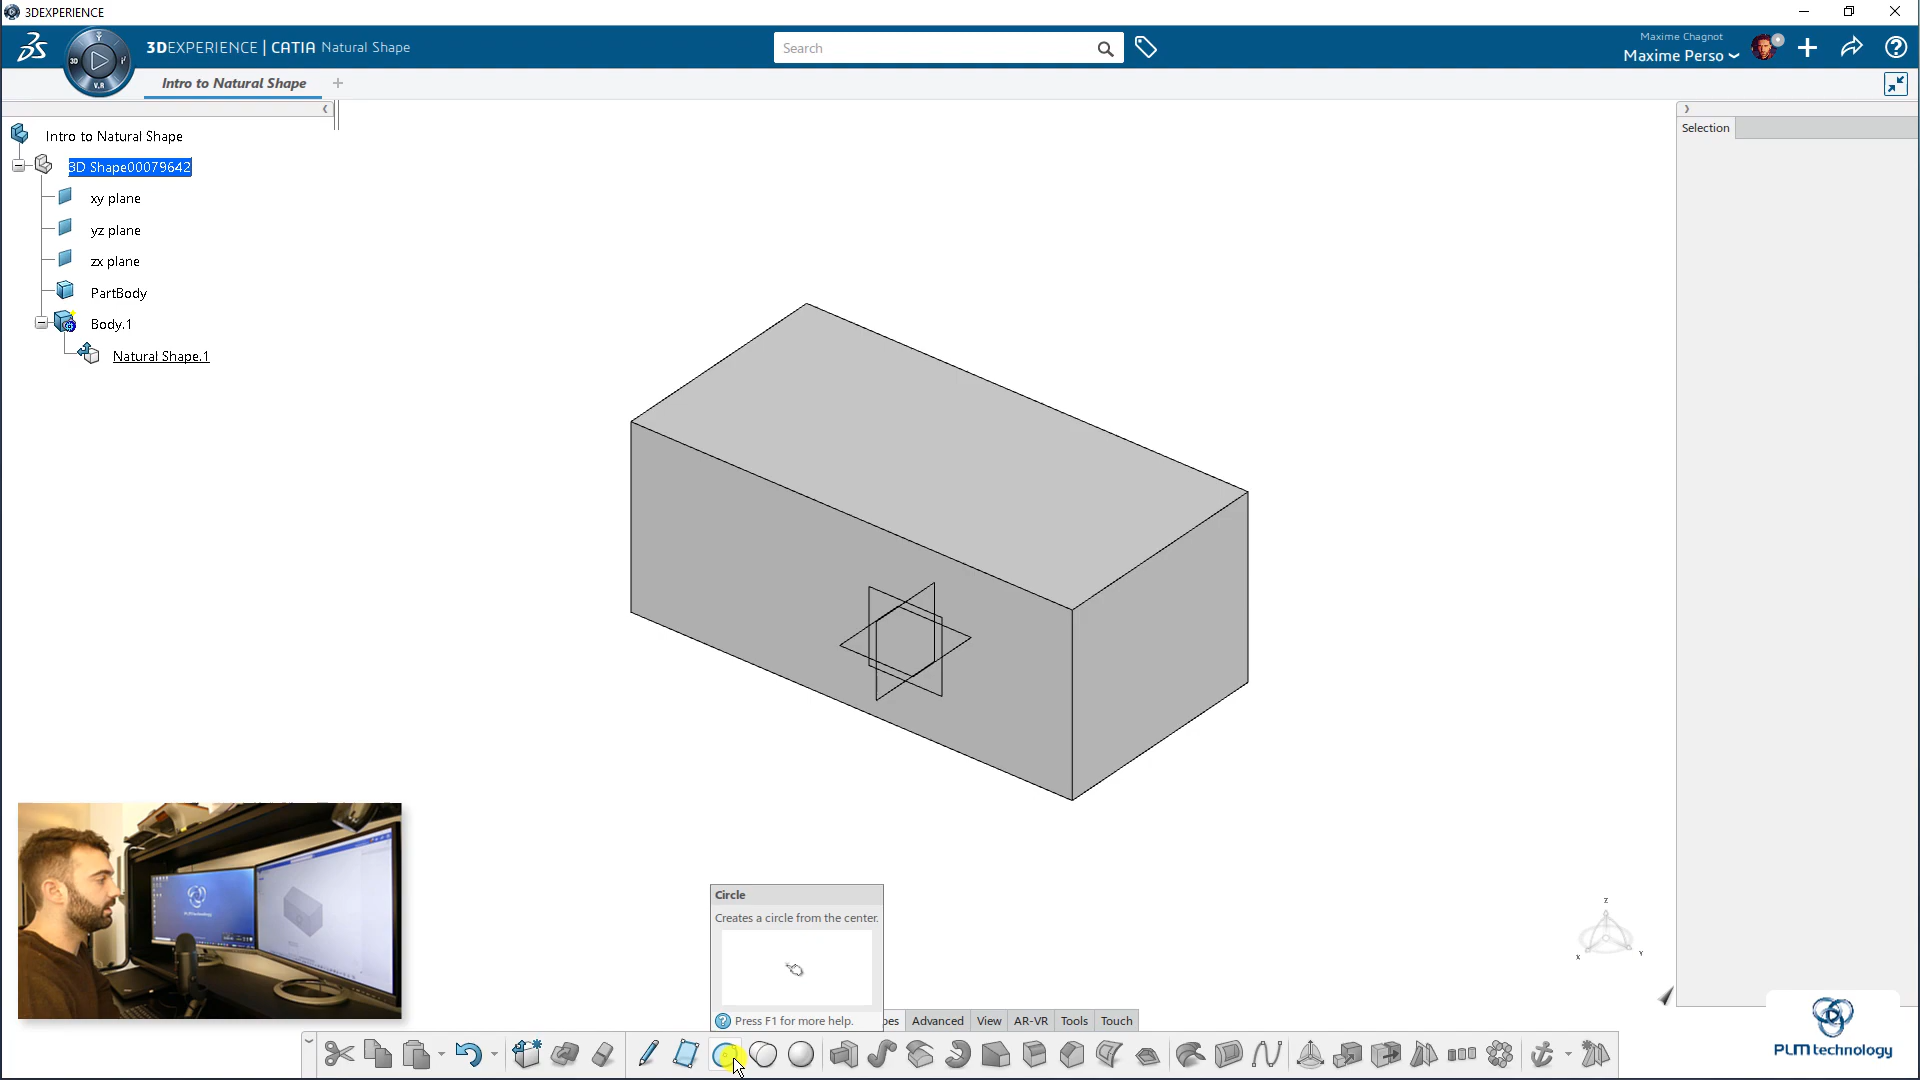 3DEXPERIENCE
3DEXPERIENCE | CATIA Natural Shape
Search
Maxime Chagnot
Maxime Perso
3D
V.R
Intro to Natural Shape
Selection
Intro to Natural Shape
3D Shape00079642
xy plane
yz plane
zx plane
PartBody
Body.1
Natural Shape.1
Circle
Creates a circle from the center.
Press F1 for more help.
pes
Advanced
View
AR-VR
Tools
Touch
Z
X
Y
PLM technology